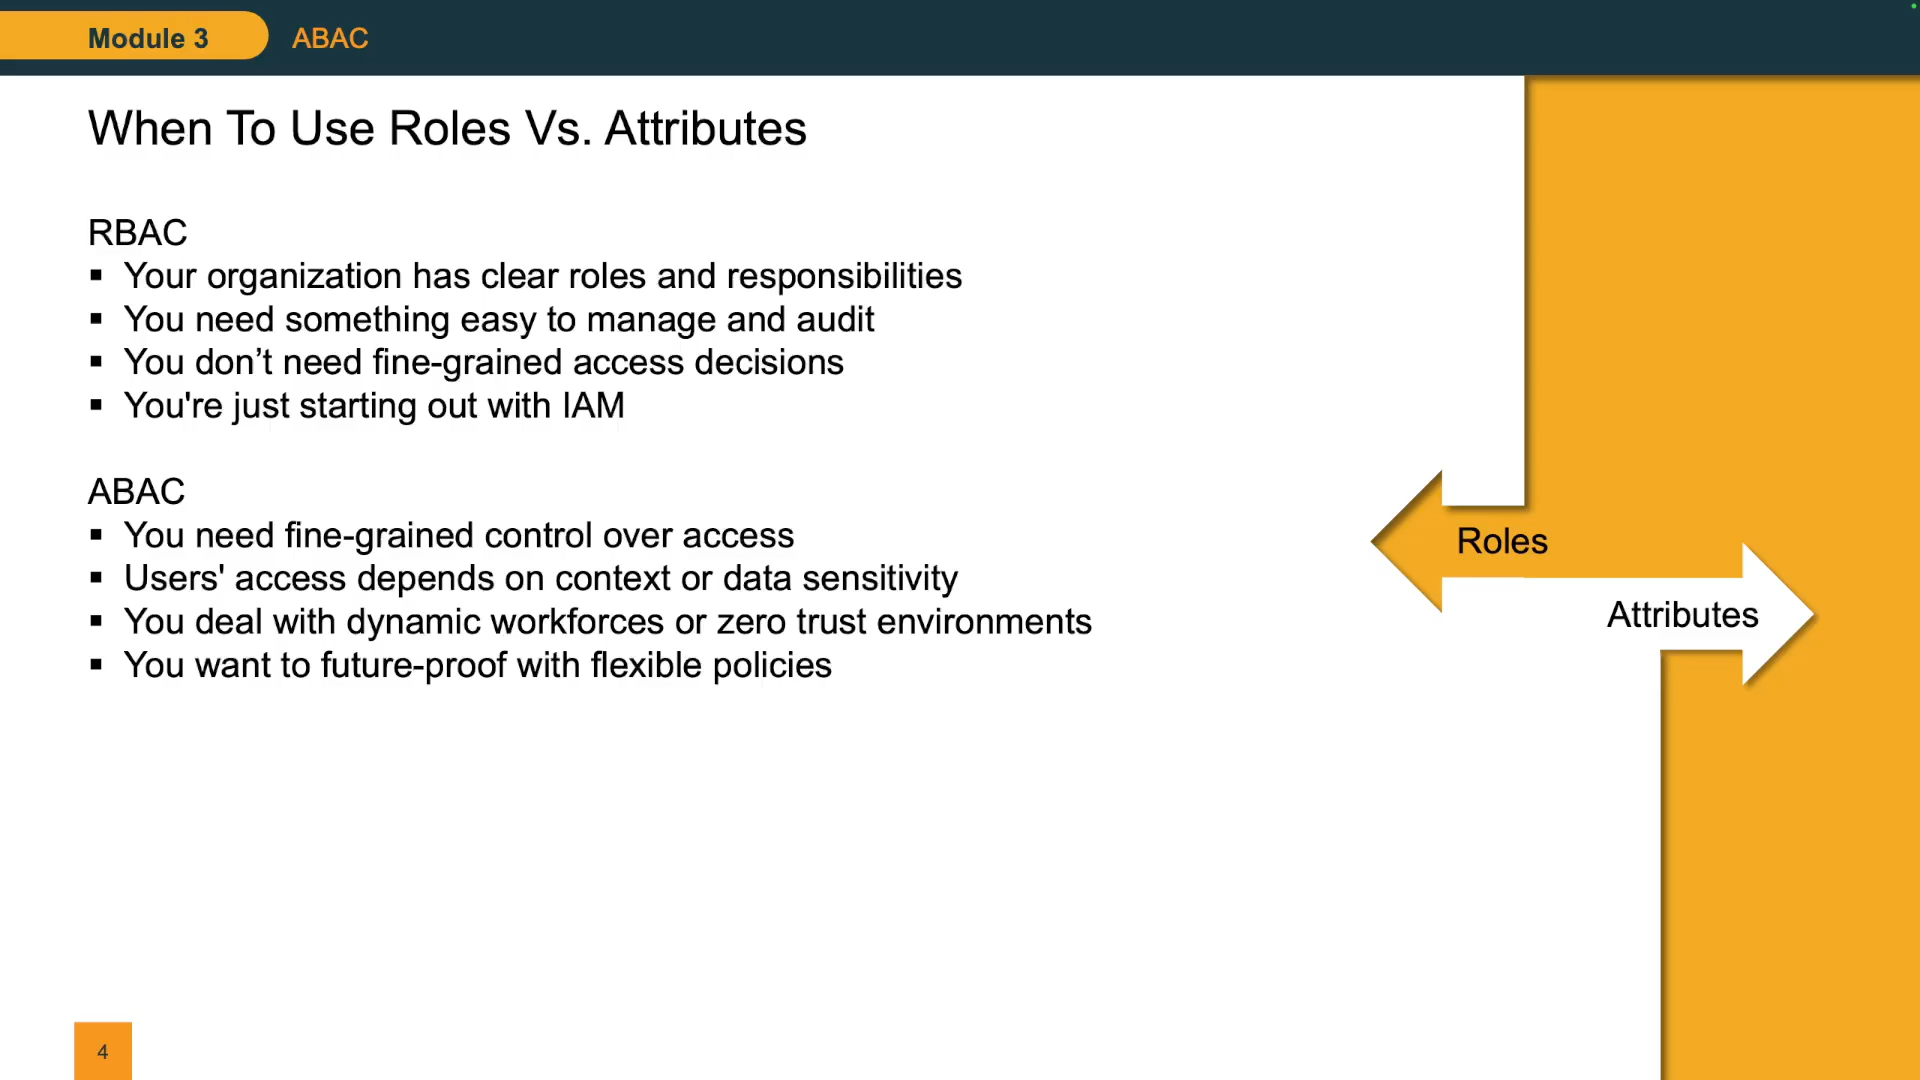 Module 3
ABAC
When To Use Roles Vs. Attributes
RBAC
▪ Your organization has clear roles and responsibilities
▪ You need something easy to manage and audit
▪ You don’t need fine-grained access decisions
▪ You're just starting out with IAM
ABAC
▪ You need fine-grained control over access
▪ Users' access depends on context or data sensitivity
▪ You deal with dynamic workforces or zero trust environments
▪ You want to future-proof with flexible policies
Roles
Attributes
4